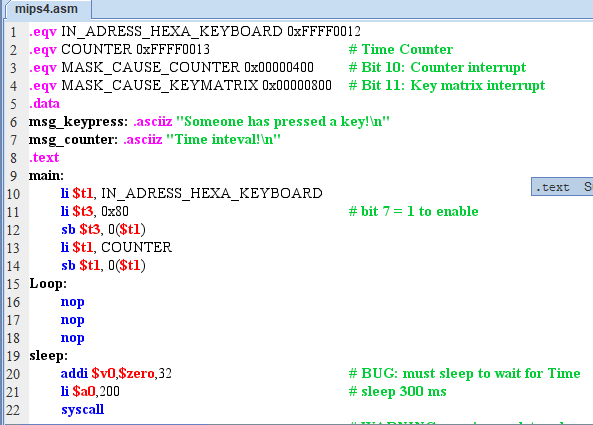 mips4.asm
1 .eqv IN_ADRESS_HEXA_KEYBOARD 0xFFFF0012
2 .eqv COUNTER 0xFFFF0013 # Time Counter
3 .eqv MASK_CAUSE_COUNTER 0x00000400 # Bit 10: Counter interrupt
4 .eqv MASK_CAUSE_KEYMATRIX 0x00000800 # Bit 11: Key matrix interrupt
5 .data
6 msg_keypress: .asciiz "Someone has pressed a key!\n"
7 msg_counter: .asciiz "Time inteval!\n"
8 .text
9 main:
10 li $t1, IN_ADRESS_HEXA_KEYBOARD
.text S
11 li $t3, 0x80 # bit 7 = 1 to enable
12 sb $t3, 0($t1)
13 li $t1, COUNTER
14 sb $t1, 0($t1)
15 Loop:
16 nop
17 nop
18 nop
19 sleep:
20 addi $v0,$zero,32 # BUG: must sleep to wait for Time
21 li $a0,200 # sleep 300 ms
22 syscall